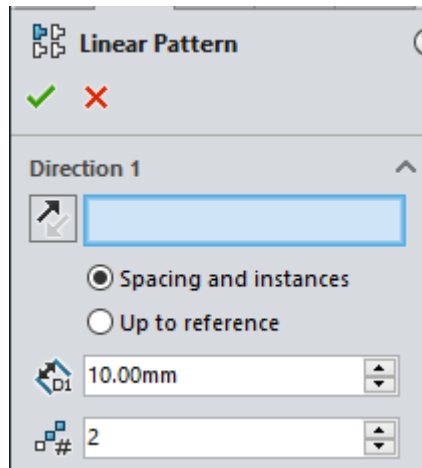 Linear Pattern
Direction 1
Spacing and instances
Up to reference
D1
10.00mm
#
2